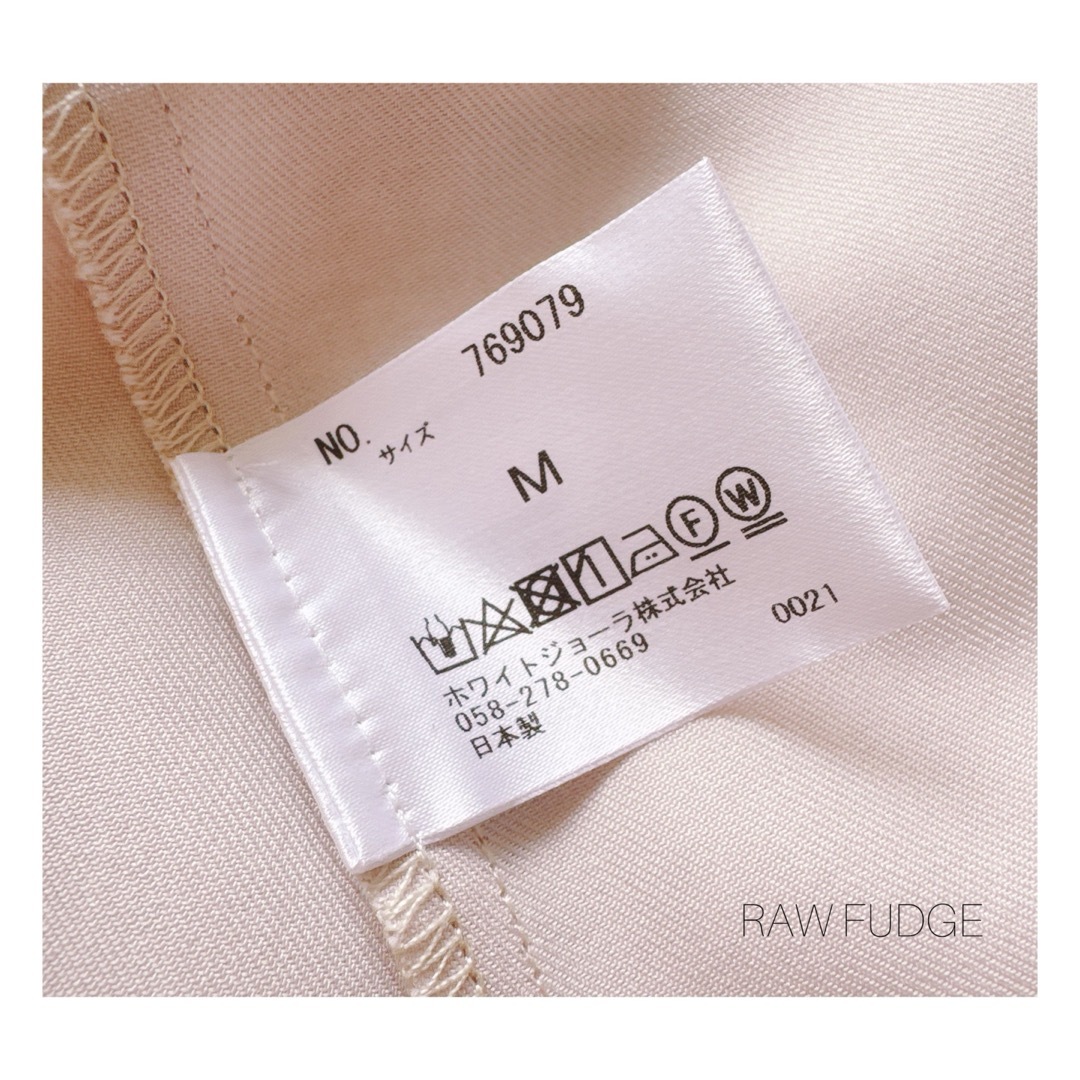 NO. 769079
サイズ M
F W
ホワイトジョーラ株式会社
058-278-0669
日本製 0021
RAW FUDGE